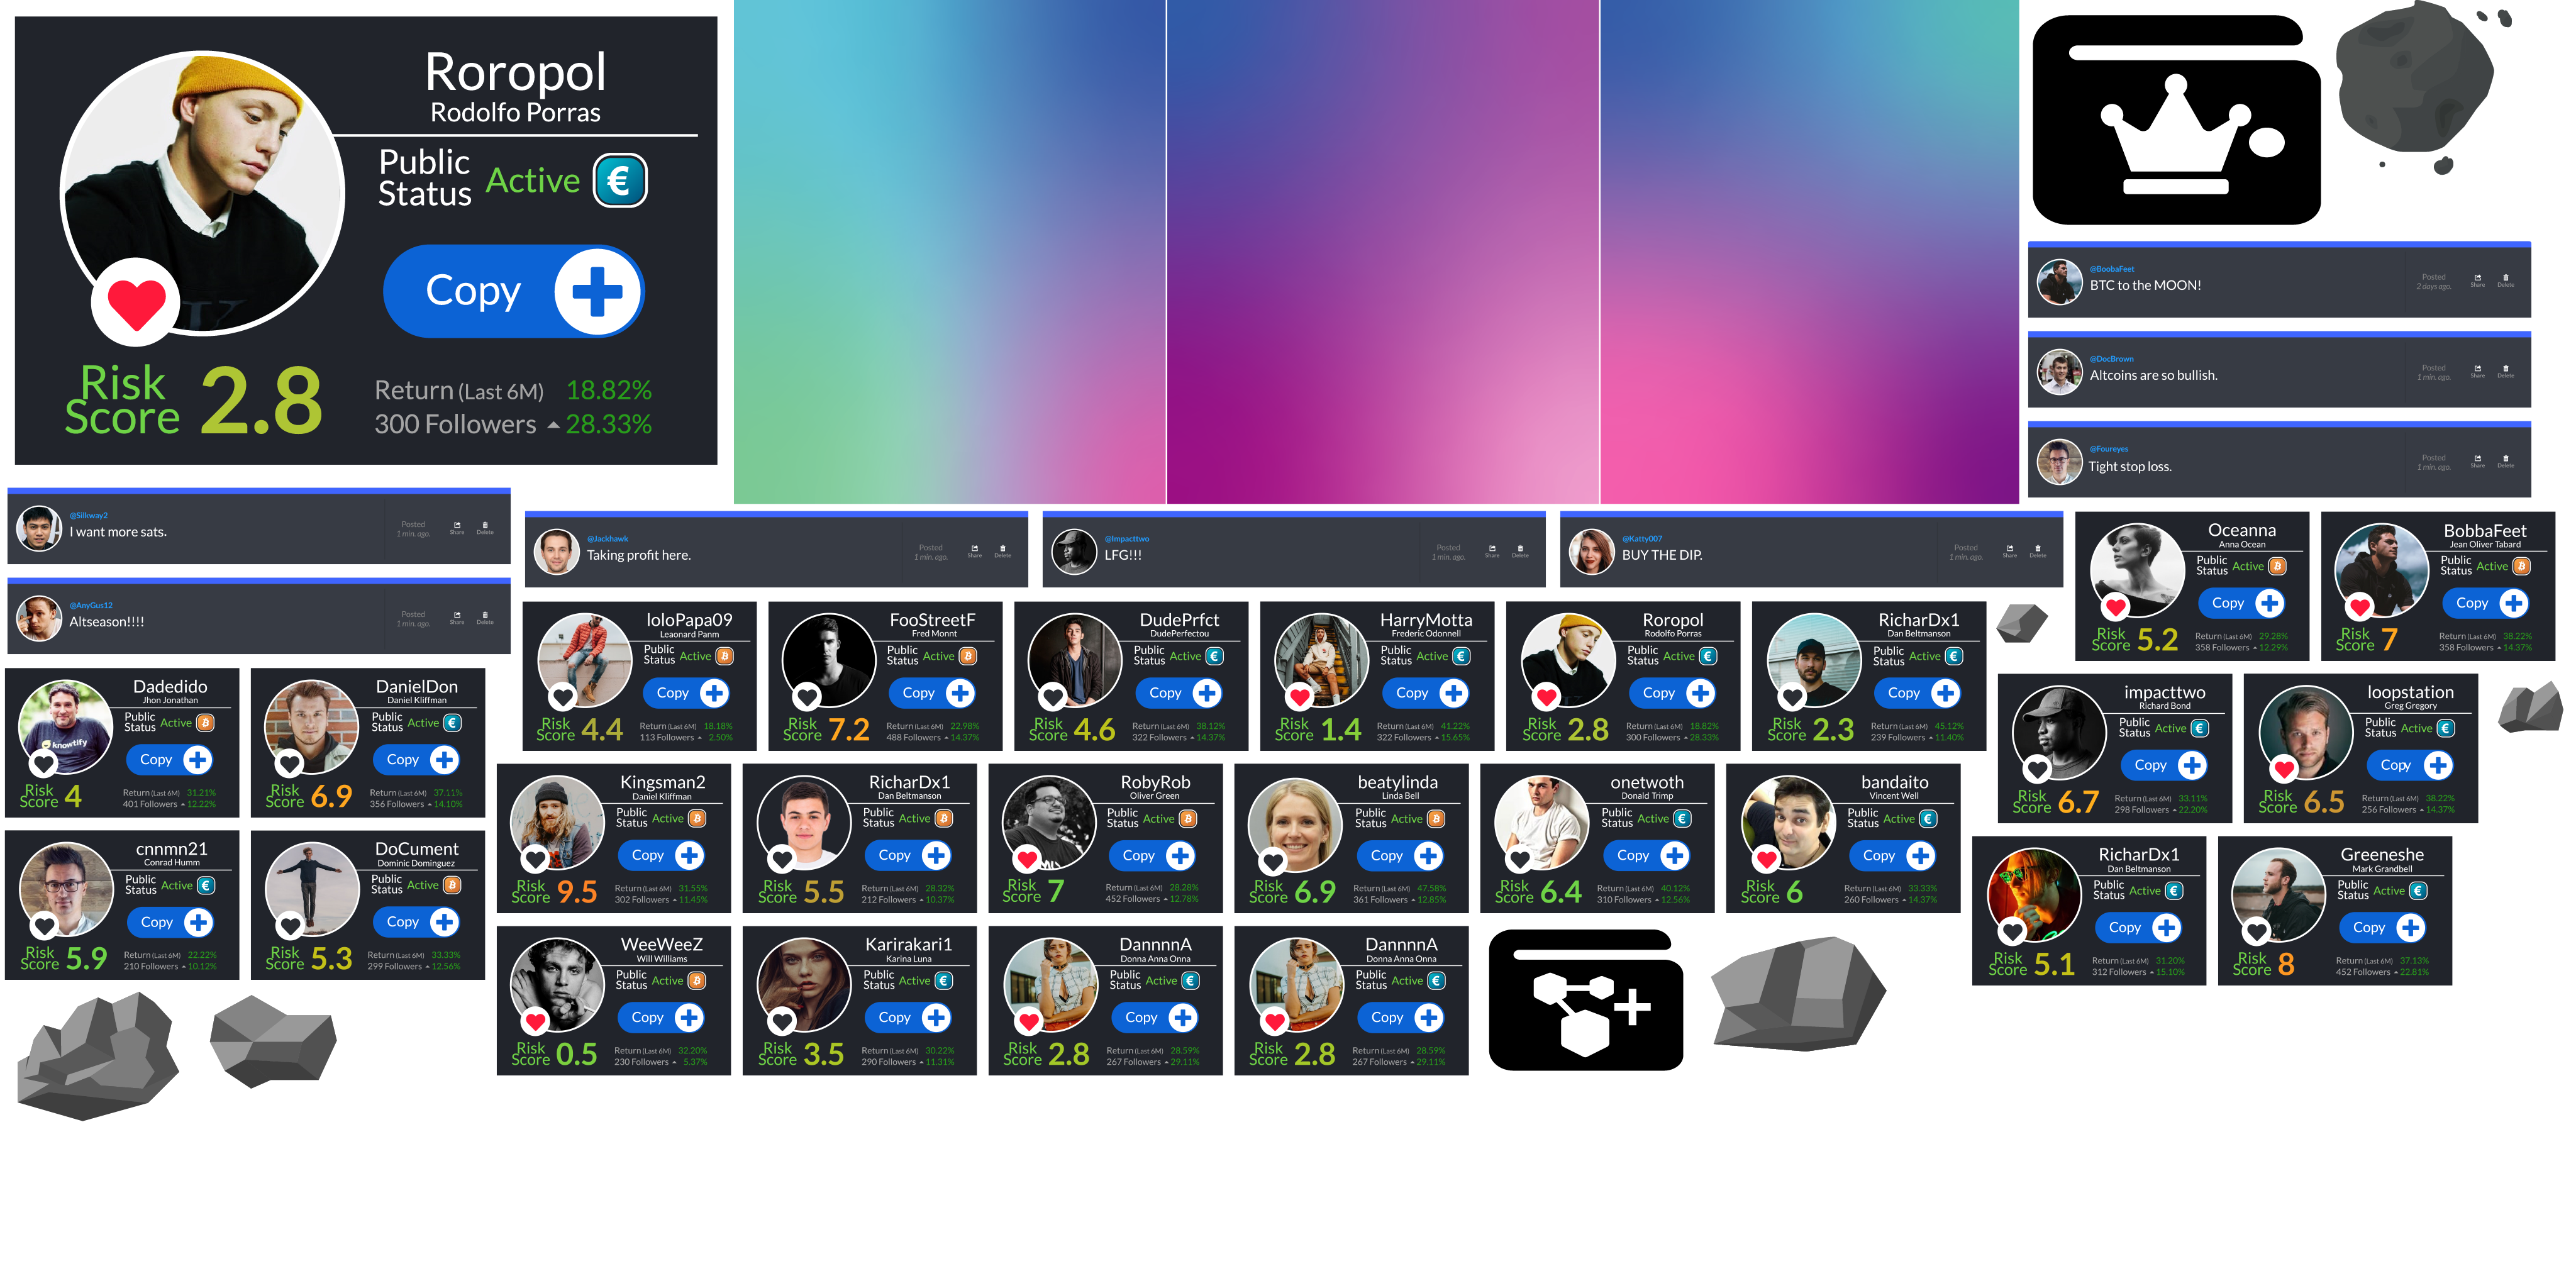 Roropol
Rodolfo Porras
Public
Status Active €
Copy
Risk
Score 2.8
Return (Last 6M) 18.82%
300 Followers 28.33%
@BoobaFeet
BTC to the MOON!
Posted
2 days ago.
Share Delete
@DocBrown
Altcoins are so bullish.
Posted
1 min. ago.
Share Delete
@Foureyes
Tight stop loss.
Posted
1 min. ago.
Share Delete
@Silkway2
I want more sats.
Posted
1 min. ago.
Share Delete
@Jackhawk
Taking profit here.
Posted
1 min. ago.
Share Delete
@Impacttwo
LFG!!!
Posted
1 min. ago.
Share Delete
@Katty007
BUY THE DIP.
Posted
1 min. ago.
Share Delete
@AnyGus12
Altseason!!!!
Posted
1 min. ago.
Share Delete
Oceanna
Anna Ocean
Public
Status Active
Copy
Risk
Score 5.2
Return (Last 6M) 29.28%
358 Followers 12.29%
BobbaFeet
Jean Oliver Tabard
Public
Status Active
Copy
Risk
Score 7
Return (Last 6M) 38.22%
358 Followers 14.37%
loloPapa09
Leaonard Panm
Public
Status Active
Copy
Risk
Score 4.4
Return (Last 6M) 18.18%
113 Followers 2.50%
FooStreetF
Fred Monnt
Public
Status Active
Copy
Risk
Score 7.2
Return (Last 6M) 22.98%
488 Followers 14.37%
DudePrfct
DudePerfectou
Public
Status Active €
Copy
Risk
Score 4.6
Return (Last 6M) 38.12%
322 Followers 14.37%
HarryMotta
Frederic Odonnell
Public
Status Active €
Copy
Risk
Score 1.4
Return (Last 6M) 41.22%
322 Followers 15.65%
Roropol
Rodolfo Porras
Public
Status Active €
Copy
Risk
Score 2.8
Return (Last 6M) 18.82%
300 Followers 28.33%
RicharDx1
Dan Beltmanson
Public
Status Active €
Copy
Risk
Score 2.3
Return (Last 6M) 45.12%
239 Followers 11.40%
Dadedido
Jhon Jonathan
Public
Status Active
knowtify
Copy
Risk
Score 4
Return (Last 6M) 31.21%
401 Followers 12.22%
DanielDon
Daniel Kliffman
Public
Status Active €
Copy
Risk
Score 6.9
Return (Last 6M) 37.11%
356 Followers 14.10%
impacttwo
Richard Bond
Public
Status Active €
Copy
Risk
Score 6.7
Return (Last 6M) 33.11%
298 Followers 22.20%
loopstation
Greg Gregory
Public
Status Active €
Copy
Risk
Score 6.5
Return (Last 6M) 38.22%
256 Followers 14.37%
Kingsman2
Daniel Kliffman
Public
Status Active
Copy
Risk
Score 9.5
Return (Last 6M) 31.55%
302 Followers 11.45%
RicharDx1
Dan Beltmanson
Public
Status Active
Copy
Risk
Score 5.5
Return (Last 6M) 28.32%
212 Followers 10.37%
RobyRob
Oliver Green
Public
Status Active
Copy
Risk
Score 7
Return (Last 6M) 28.28%
452 Followers 12.78%
beatylinda
Linda Bell
Public
Status Active
Copy
Risk
Score 6.9
Return (Last 6M) 47.58%
361 Followers 12.85%
onetwoth
Donald Trimp
Public
Status Active €
Copy
Risk
Score 6.4
Return (Last 6M) 40.12%
310 Followers 12.56%
bandaito
Vincent Well
Public
Status Active €
Copy
Risk
Score 6
Return (Last 6M) 33.33%
260 Followers 14.37%
cnnmn21
Conrad Humm
Public
Status Active €
Copy
Risk
Score 5.9
Return (Last 6M) 22.22%
210 Followers 10.12%
DoCument
Dominic Dominguez
Public
Status Active
Copy
Risk
Score 5.3
Return (Last 6M) 33.33%
299 Followers 12.56%
RicharDx1
Dan Beltmanson
Public
Status Active €
Copy
Risk
Score 5.1
Return (Last 6M) 31.20%
312 Followers 15.10%
Greeneshe
Mark Grandbell
Public
Status Active €
Copy
Risk
Score 8
Return (Last 6M) 37.13%
452 Followers 22.81%
WeeWeeZ
Will Williams
Public
Status Active
Copy
Risk
Score 0.5
Return (Last 6M) 32.20%
230 Followers 5.37%
Karirakari1
Karina Luna
Public
Status Active €
Copy
Risk
Score 3.5
Return (Last 6M) 30.22%
290 Followers 11.31%
DannnnA
Donna Anna Onna
Public
Status Active €
Copy
Risk
Score 2.8
Return (Last 6M) 28.59%
267 Followers 29.11%
DannnnA
Donna Anna Onna
Public
Status Active €
Copy
Risk
Score 2.8
Return (Last 6M) 28.59%
267 Followers 29.11%